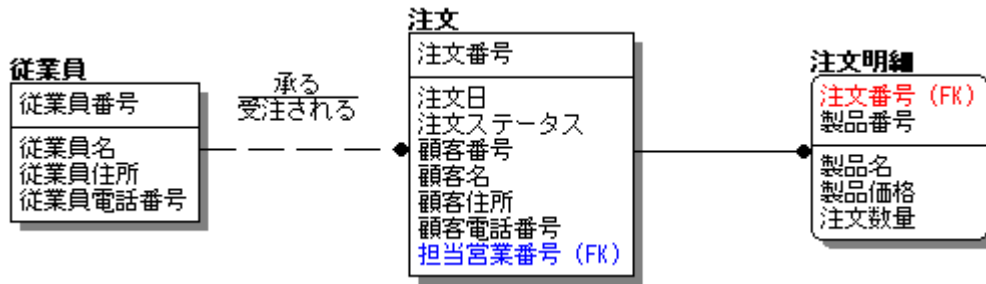 従業員
従業員番号
従業員名
従業員住所
従業員電話番号
承る
受注される
注文
注文番号
注文日
注文ステータス
顧客番号
顧客名
顧客住所
顧客電話番号
担当営業番号 (FK)
注文明細
注文番号 (FK)
製品番号
製品名
製品価格
注文数量